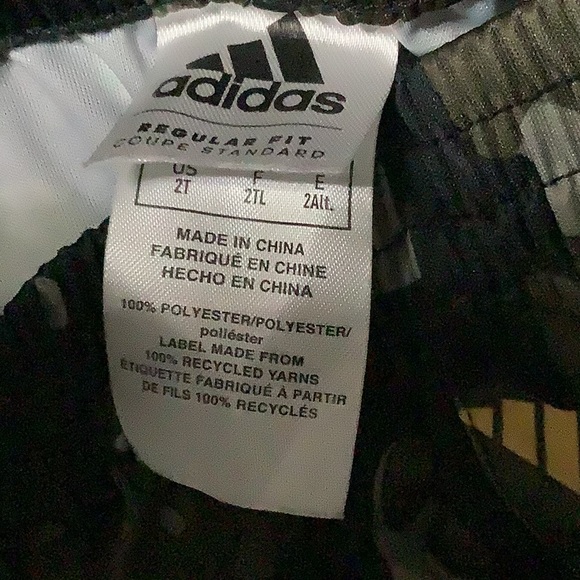 adidas
REGULAR FIT
COUPE STANDARD
US F E
2T 2TL 2Alt.
MADE IN CHINA
FABRIQUÉ EN CHINE
HECHO EN CHINA
100% POLYESTER/POLYESTER/
poliéster
LABEL MADE FROM
100% RECYCLED YARNS
ÉTIQUETTE FABRIQUÉ À PARTIR
DE FILS 100% RECYCLÉS